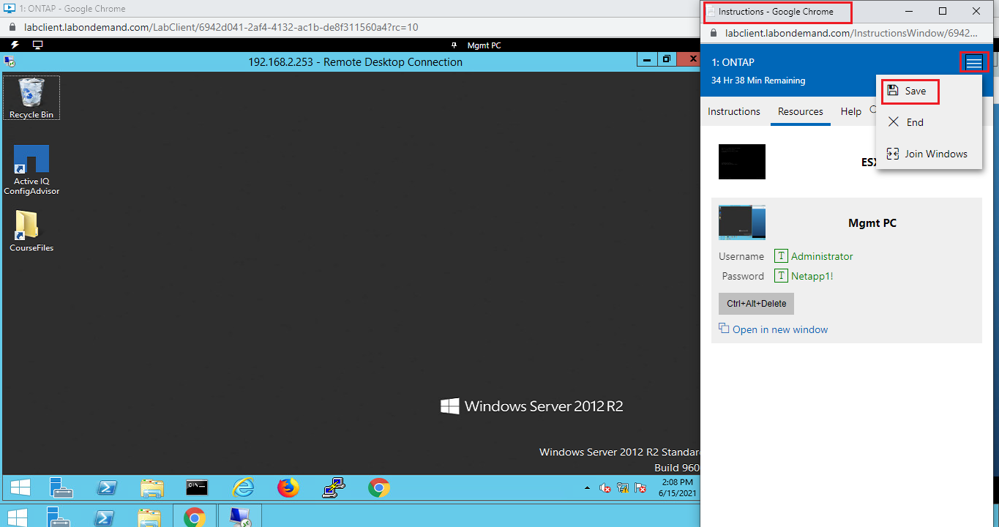 1: ONTAP - Google Chrome
labclient.labondemand.com/LabClient/6942d041-2af4-4132-ac1b-de8f311560a4?rc=10
Mgmt PC
192.168.2.253 - Remote Desktop Connection
Recycle Bin
Active IQ
ConfigAdvisor
CourseFiles
Windows Server 2012 R2
Windows Server 2012 R2 Standar
Build 960
2:08 PM
6/15/2021
Instructions - Google Chrome
labclient.labondemand.com/InstructionsWindow/6942...
1: ONTAP
34 Hr 38 Min Remaining
Save
End
Join Windows
Instructions Resources Help
ESX
Mgmt PC
Username T Administrator
Password T Netapp1!
Ctrl+Alt+Delete
Open in new window